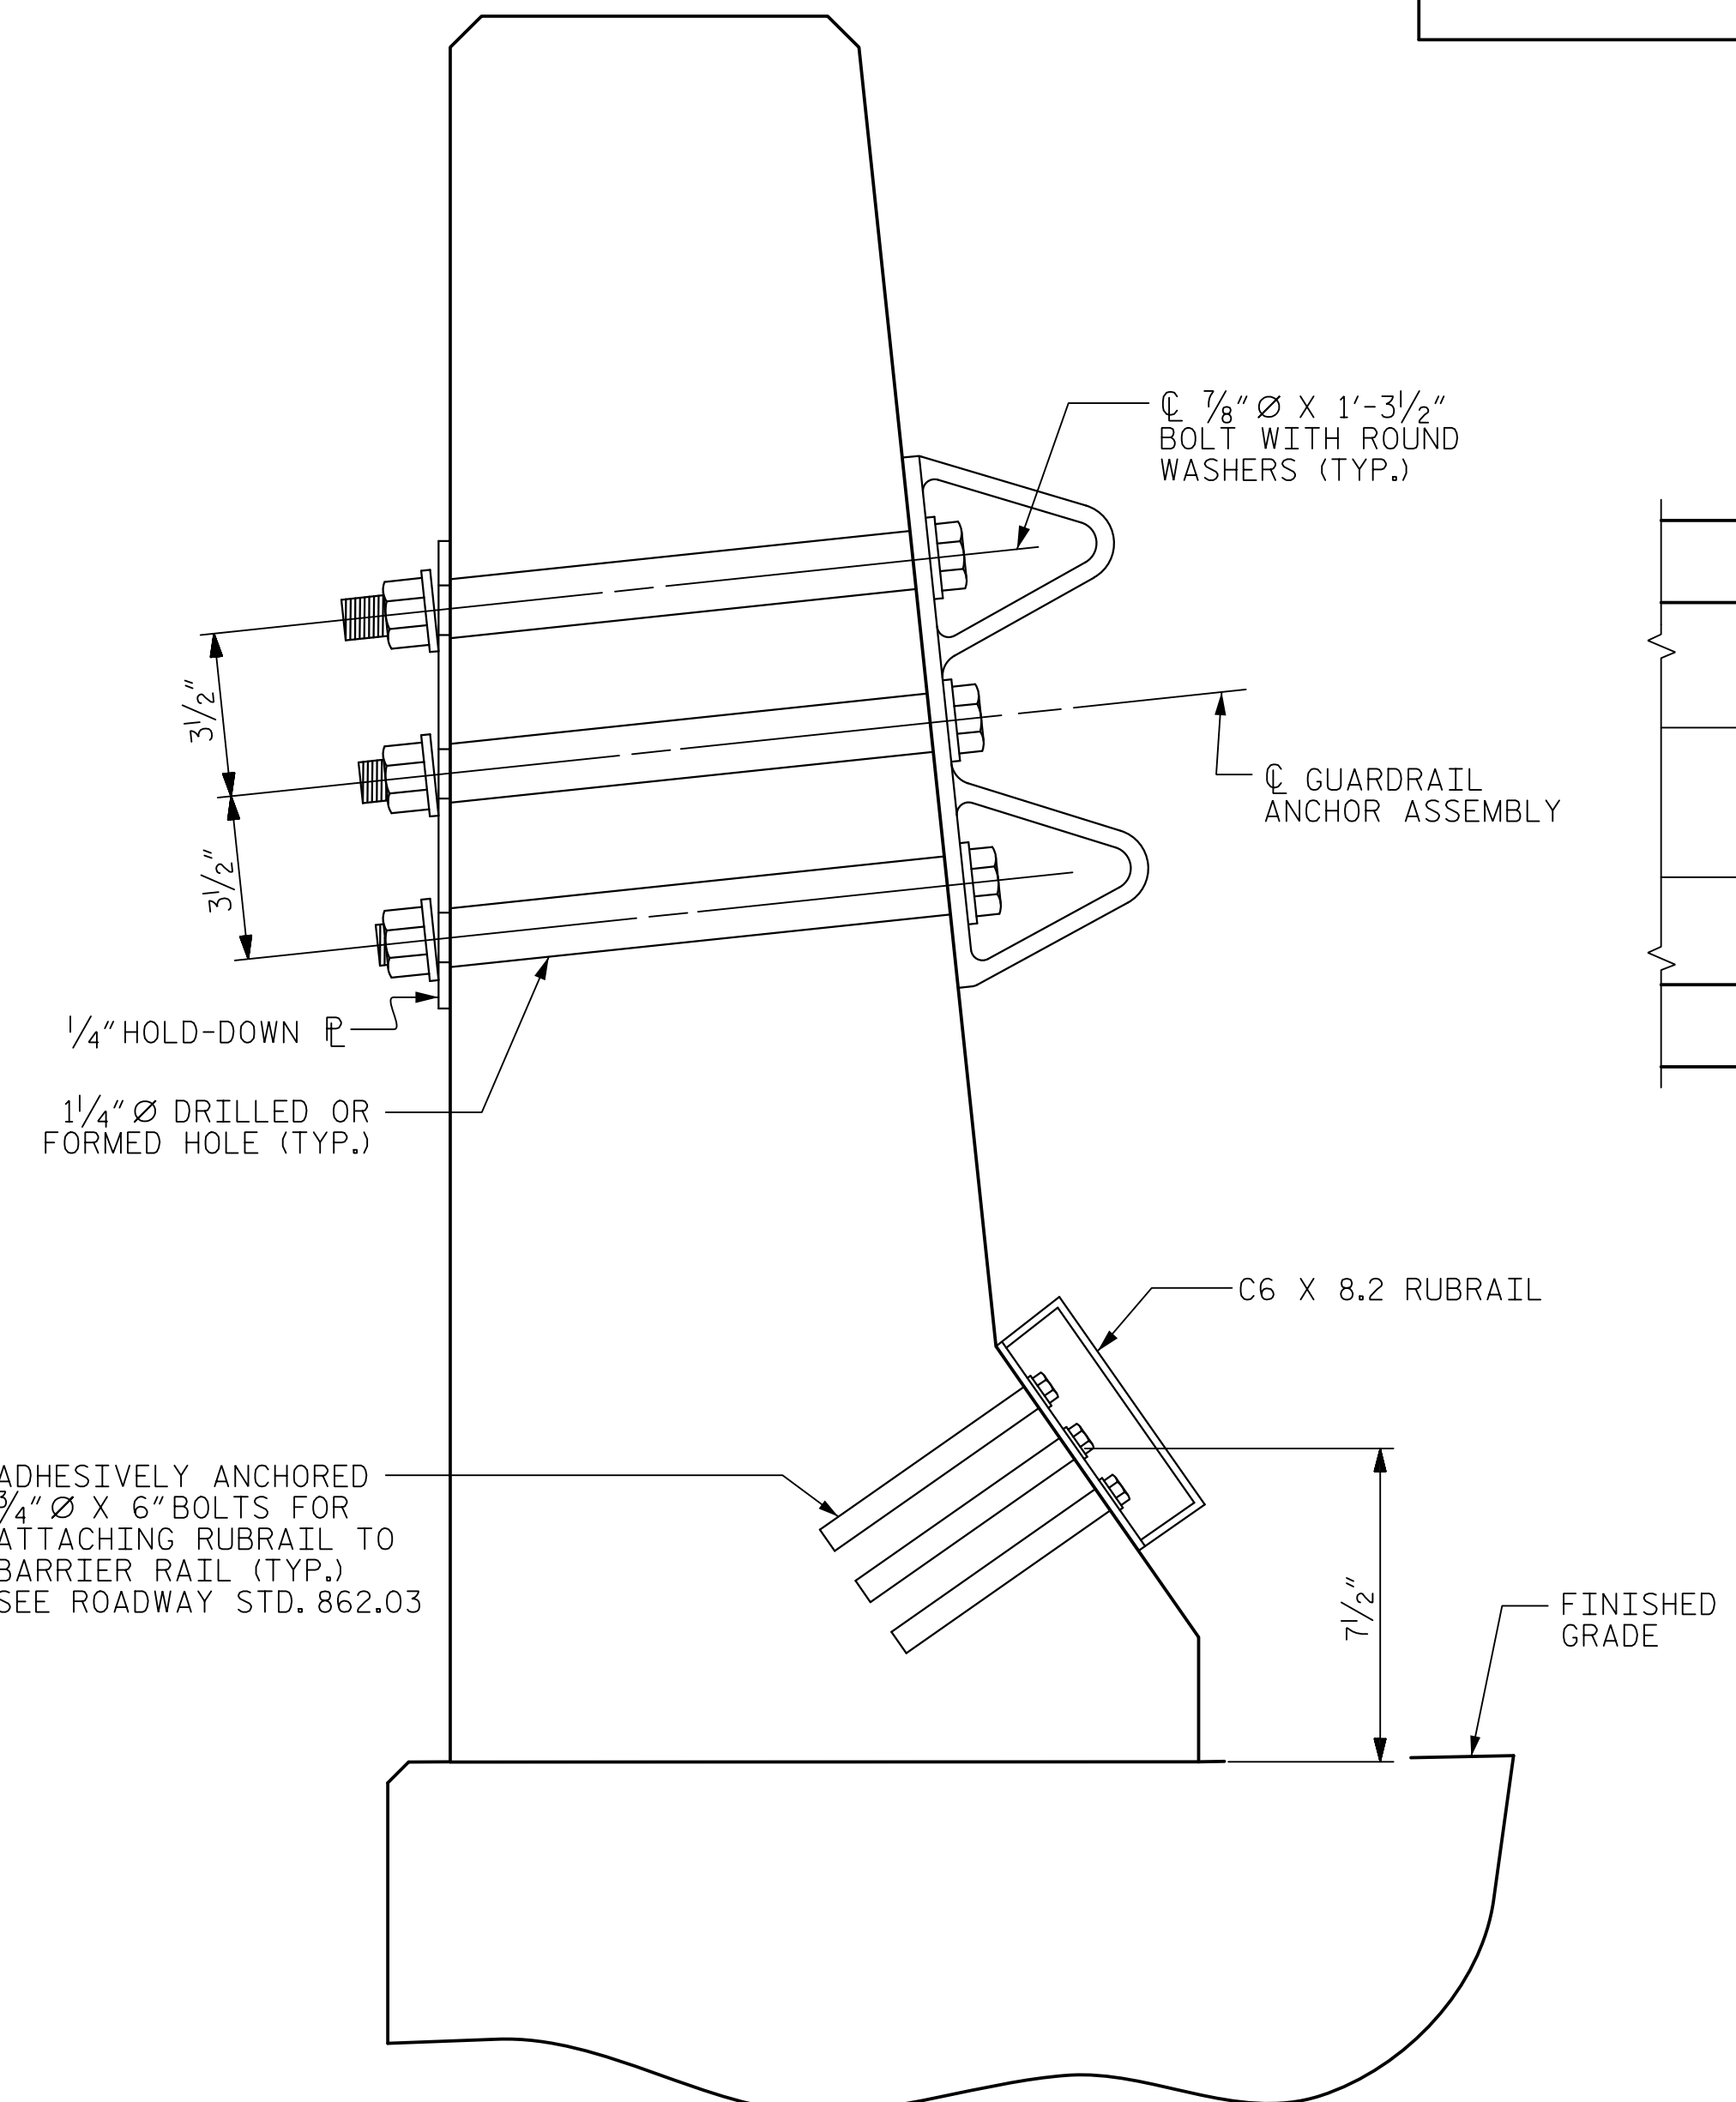 ℄ 7/8"Ø X 1'-3 1/2"
BOLT WITH ROUND
WASHERS (TYP.)
3 1/2"
℄ GUARDRAIL
ANCHOR ASSEMBLY
3 1/2"
1/4"HOLD-DOWN ⅊
1 1/4"Ø DRILLED OR
FORMED HOLE (TYP.)
C6 X 8.2 RUBRAIL
ADHESIVELY ANCHORED
3/4"Ø X 6"BOLTS FOR
ATTACHING RUBRAIL TO
BARRIER RAIL (TYP.)
SEE ROADWAY STD. 862.03
7 1/2"
FINISHED
GRADE